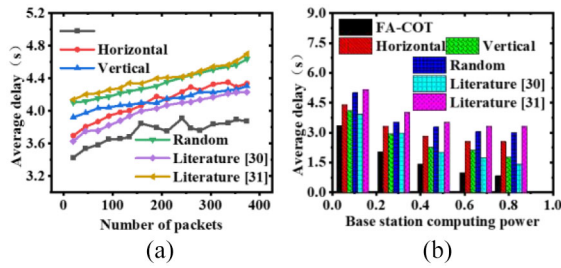 5.2
4.8
4.4
4.0
3.6
3.2
Average delay (s)
Horizontal
Vertical
Random
Literature [30]
Literature [31]
0 100 200 300 400
Number of packets
(a)
9.0
7.5
6.0
4.5
3.0
1.5
0.0
Average delay (s)
FA-COT
Horizontal Vertical
Random
Literature [30]
Literature [31]
0.0 0.2 0.4 0.6 0.8 1.0
Base station computing power
(b)